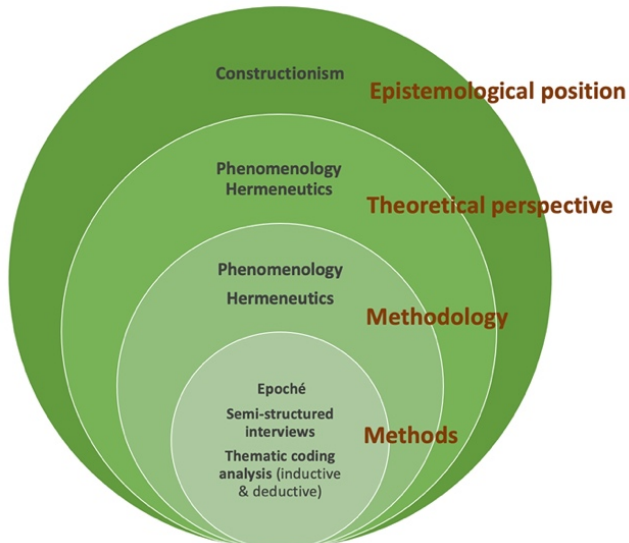 Constructionism
Epistemological position
Phenomenology
Hermeneutics
Theoretical perspective
Phenomenology
Hermeneutics
Methodology
Epoché
Semi-structured
interviews
Methods
Thematic coding
analysis (inductive
& deductive)